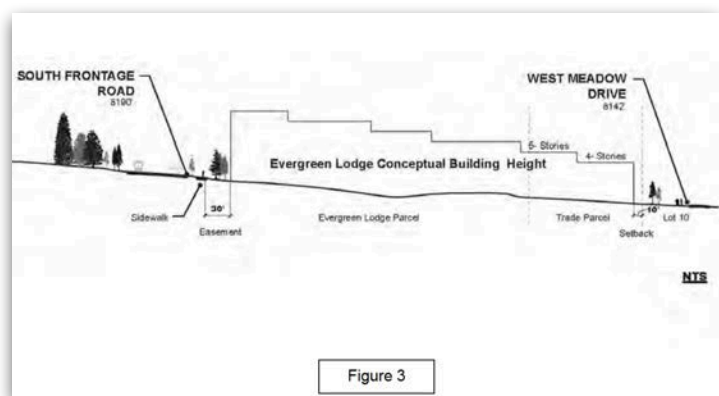 SOUTH FRONTAGE
ROAD
8190'
WEST MEADOW
DRIVE
8142'
5- Stories
4- Stories
Evergreen Lodge Conceptual Building Height
Sidewalk
30'
Easement
Evergreen Lodge Parcel
Trade Parcel
10'
Lot 10
Setback
NTS
Figure 3